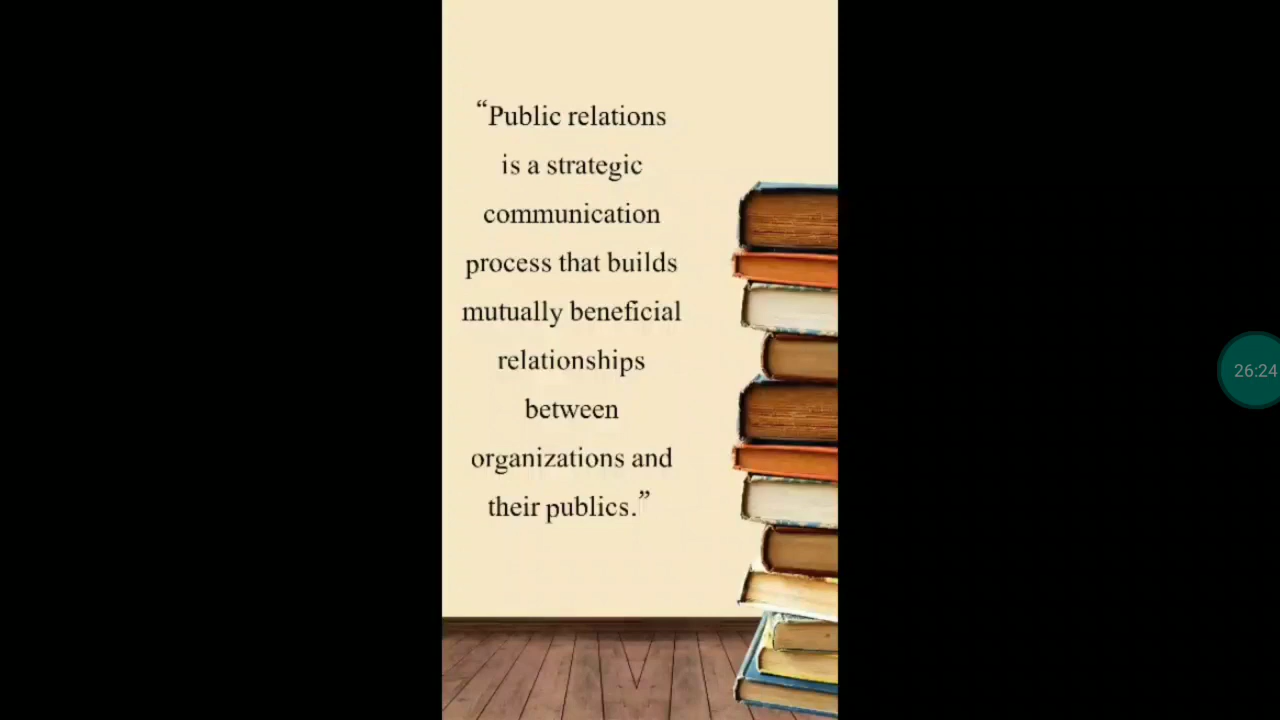 “Public relations
is a strategic
communication
process that builds
mutually beneficial
relationships
between
organizations and
their publics.”
26:24